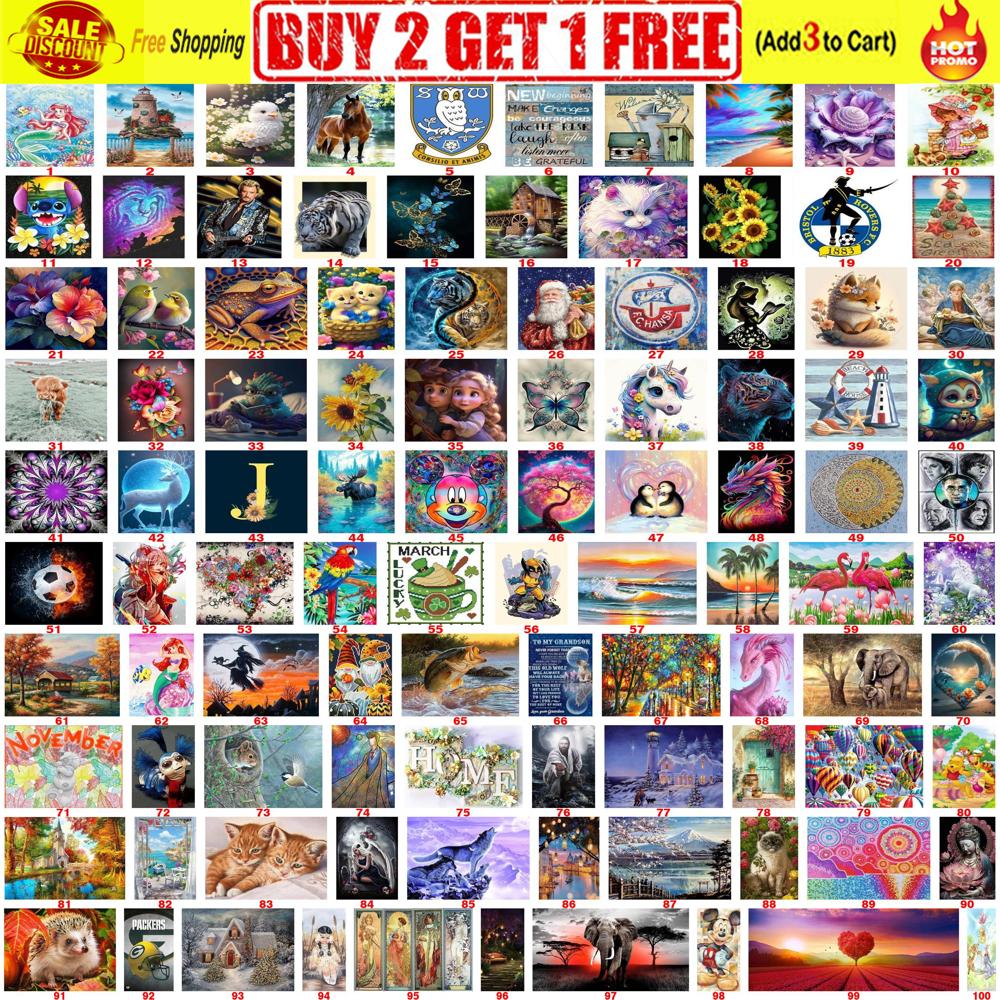 SALE
DISCOUNT
Free Shopping
BUY 2 GET 1 FREE
(Add 3 to Cart)
HOT
PROMO
S W
CONSILIO ET ANIMIS
NEW beginning
MAKE Changes
be courageous
take THE RISK
laugh often
listen more
BE GRATEFUL
Welcome
1 2 3 4 5 6 7 8 9 10
BRISTOL ROVERS F.C.
1883
11 12 13 14 15 16 17 18 19 20
F.C. HANSA
21 22 23 24 25 26 27 28 29 30
BEACH
31 32 33 34 35 36 37 38 39 40
J
41 42 43 44 45 46 47 48 49 50
MARCH
LUCKY
51 52 53 54 55 56 57 58 59 60
TO MY GRANDSON
61 62 63 64 65 66 67 68 69 70
NOVEMBER
HOME
71 72 73 74 75 76 77 78 79 80
81 82 83 84 85 86 87 88 89 90
PACKERS
91 92 93 94 95 96 97 98 99 100